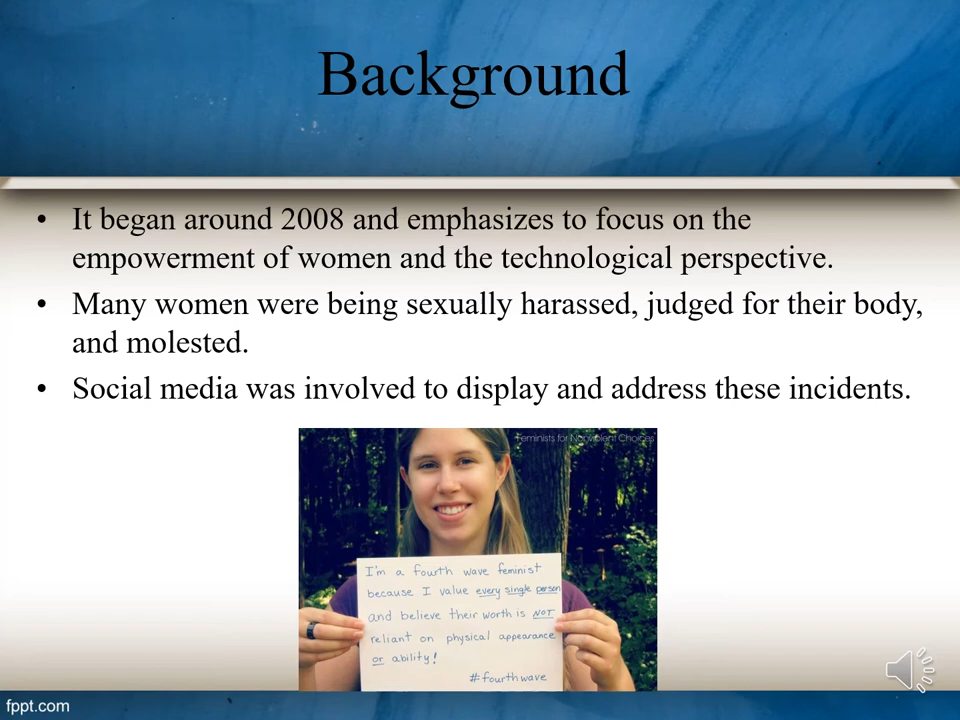 Background
• It began around 2008 and emphasizes to focus on the
empowerment of women and the technological perspective.
• Many women were being sexually harassed, judged for their body,
and molested.
• Social media was involved to display and address these incidents.
Feminists for Nonviolent Choices
I'm a fourth wave feminist
because I value every single person
and believe their worth is NOT
reliant on physical appearance
or ability!
#fourthwave
fppt.com